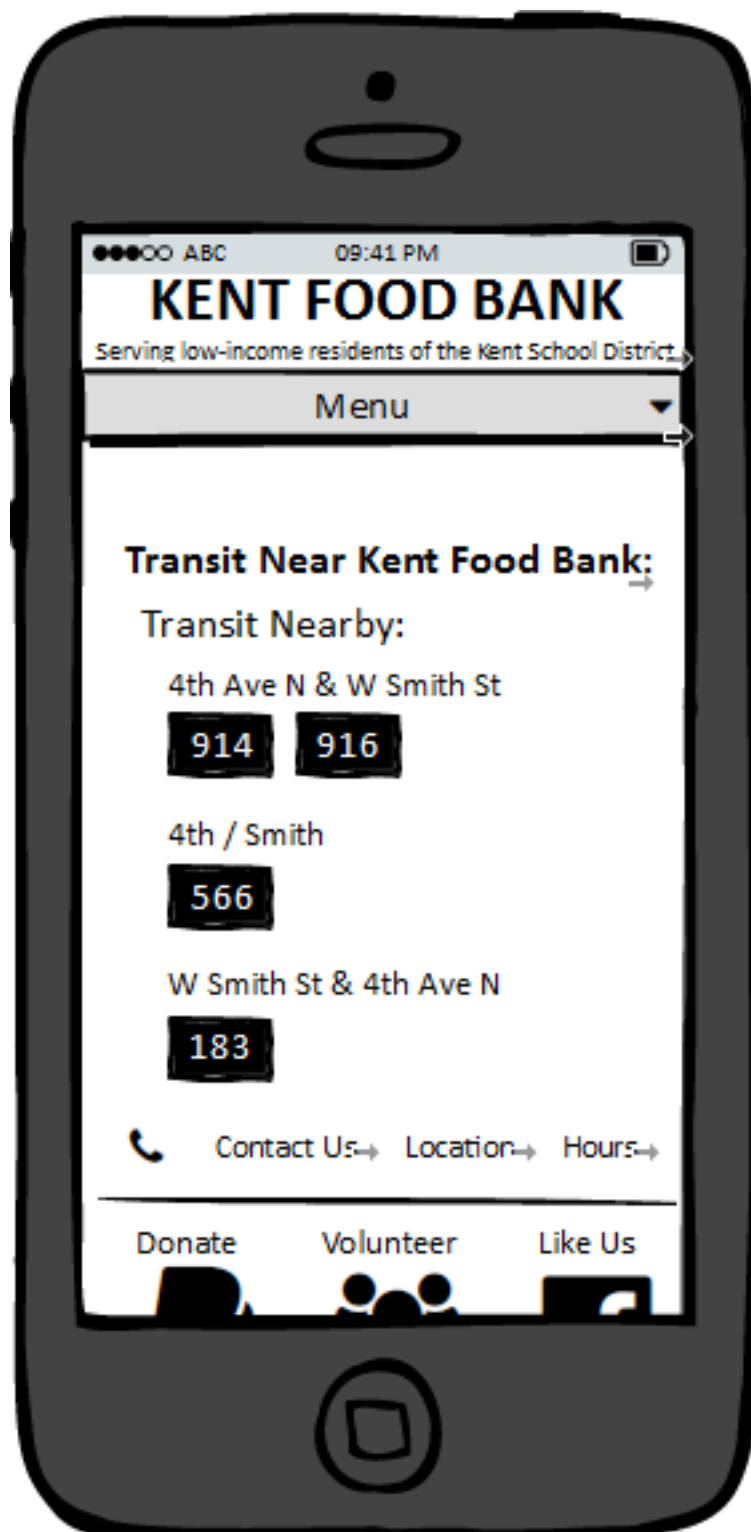 ABC 09:41 PM
KENT FOOD BANK
Serving low-income residents of the Kent School District
Menu
Transit Near Kent Food Bank:
Transit Nearby:
4th Ave N & W Smith St
914 916
4th / Smith
566
W Smith St & 4th Ave N
183
Contact Us Location Hours
Donate Volunteer Like Us